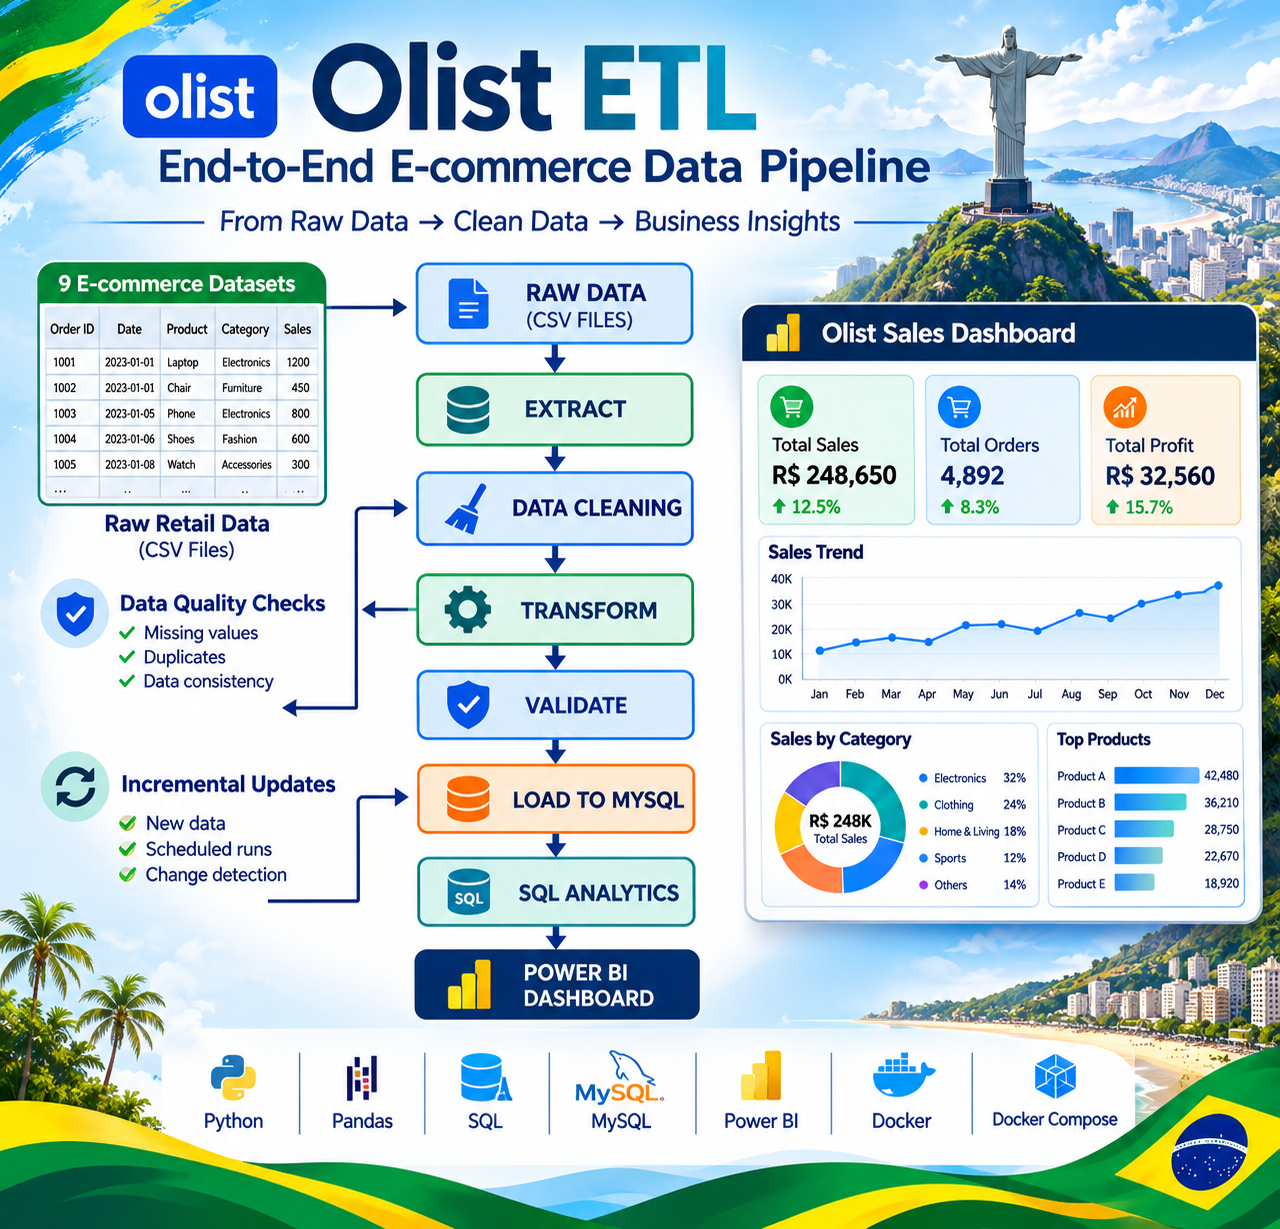 olist
Olist ETL
End-to-End E-commerce Data Pipeline
From Raw Data → Clean Data → Business Insights
9 E-commerce Datasets
Order ID Date Product Category Sales
1001 2023-01-01 Laptop Electronics 1200
1002 2023-01-01 Chair Furniture 450
1003 2023-01-05 Phone Electronics 800
1004 2023-01-06 Shoes Fashion 600
1005 2023-01-08 Watch Accessories 300
... .. ... .. ...
Raw Retail Data
(CSV Files)
Data Quality Checks
Missing values
Duplicates
Data consistency
Incremental Updates
New data
Scheduled runs
Change detection
RAW DATA
(CSV FILES)
EXTRACT
DATA CLEANING
TRANSFORM
VALIDATE
LOAD TO MYSQL
SQL
SQL ANALYTICS
POWER BI
DASHBOARD
Olist Sales Dashboard
Total Sales
R$ 248,650
12.5%
Total Orders
4,892
8.3%
Total Profit
R$ 32,560
15.7%
Sales Trend
40K
30K
20K
10K
0K
Jan Feb Mar Apr May Jun Jul Aug Sep Oct Nov Dec
Sales by Category
R$ 248K
Total Sales
Electronics 32%
Clothing 24%
Home & Living 18%
Sports 12%
Others 14%
Top Products
Product A 42,480
Product B 36,210
Product C 28,750
Product D 22,670
Product E 18,920
Python
Pandas
SQL
MySQL
MySQL
Power BI
Docker
Docker Compose